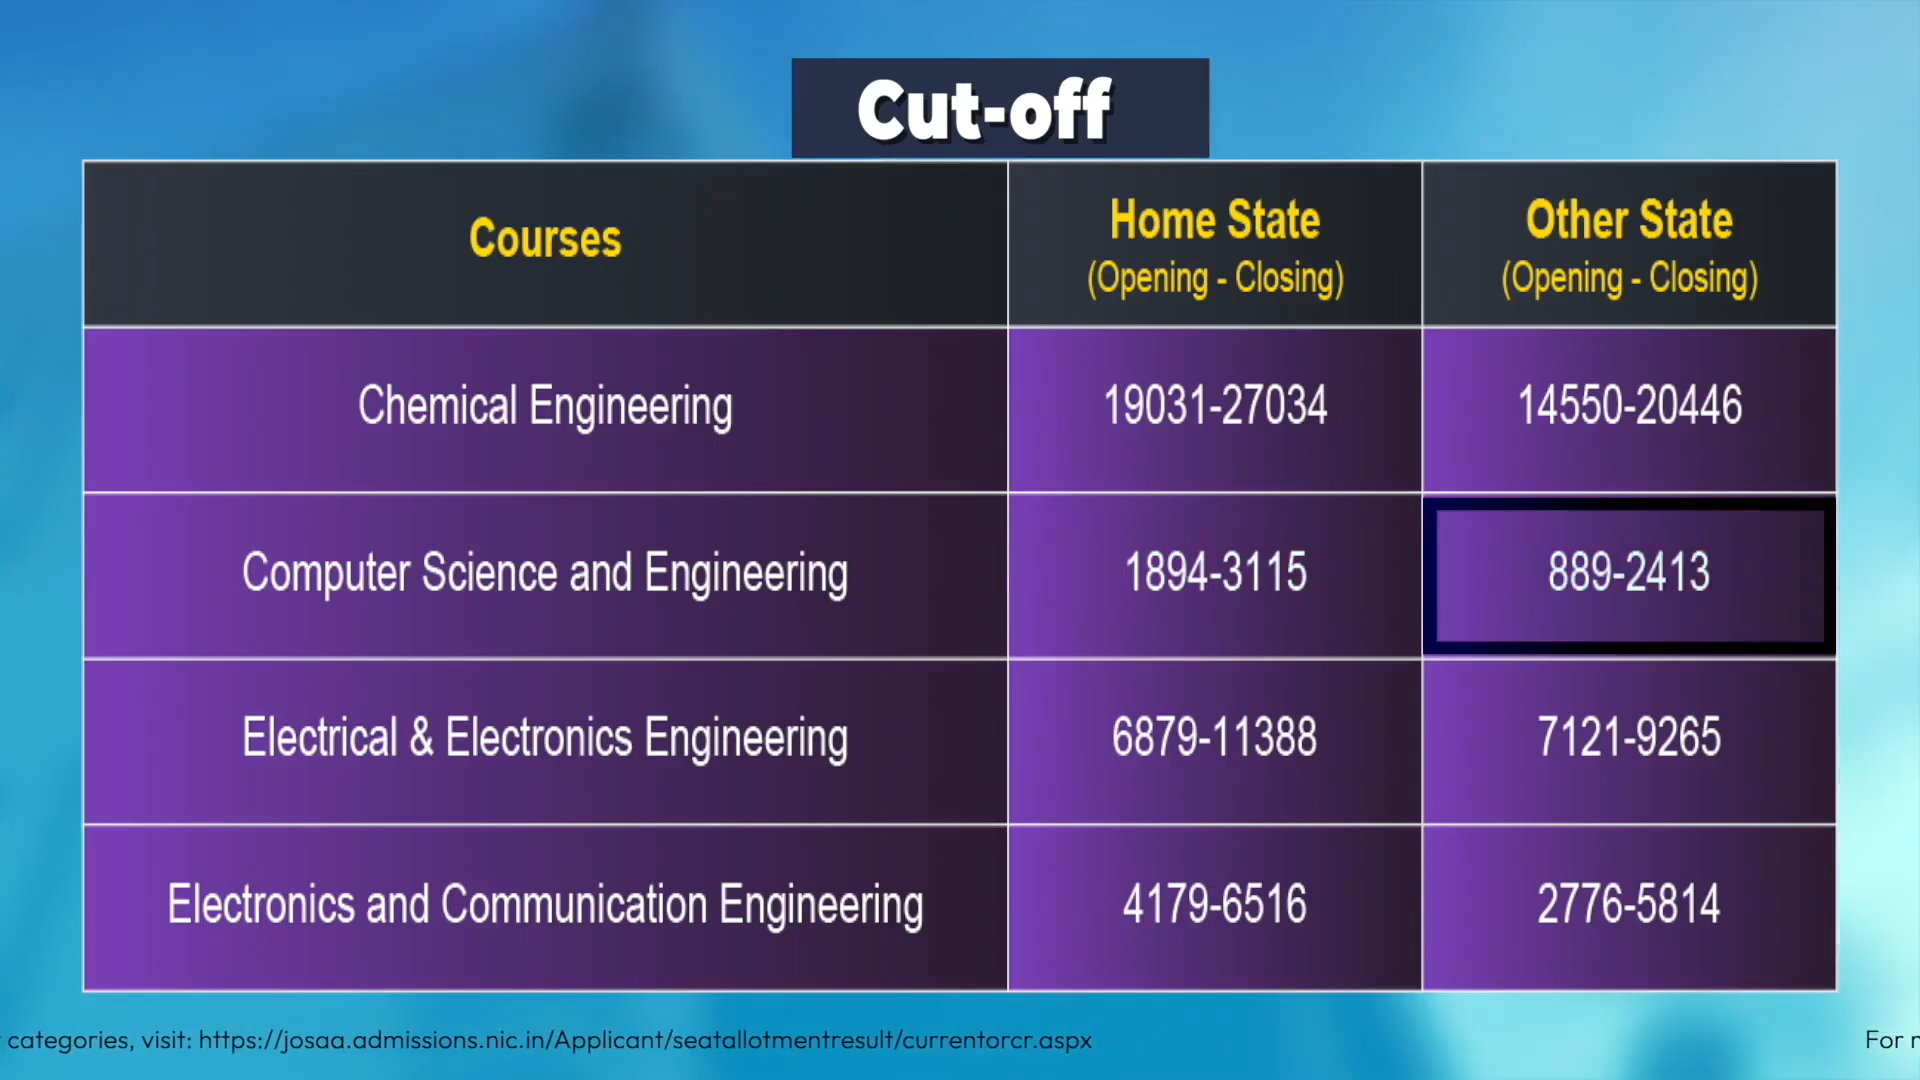 Cut-off
Courses
Home State
(Opening - Closing)
Other State
(Opening - Closing)
Chemical Engineering
19031-27034
14550-20446
Computer Science and Engineering
1894-3115
889-2413
Electrical & Electronics Engineering
6879-11388
7121-9265
Electronics and Communication Engineering
4179-6516
2776-5814
categories, visit: https://josaa.admissions.nic.in/Applicant/seatallotmentresult/currentorcr.aspx
For